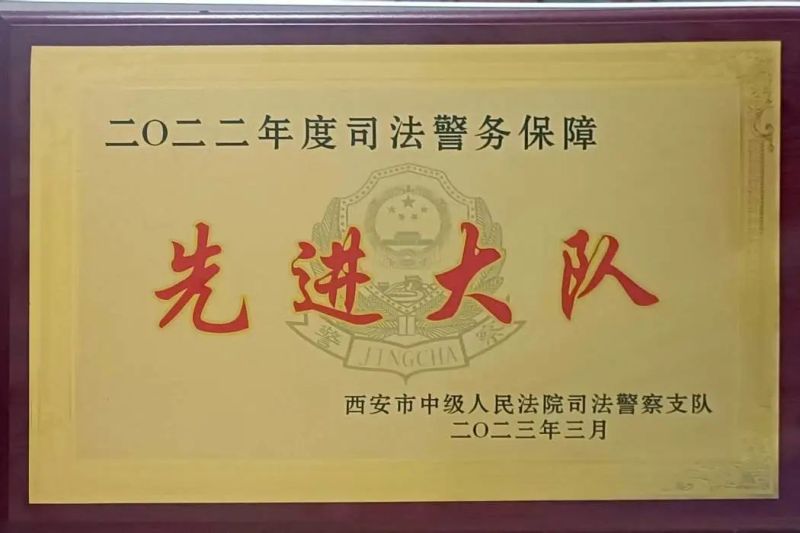 二〇二二年度司法警务保障
先进大队
警 JINGCHA 察
西安市中级人民法院司法警察支队
二〇二三年三月